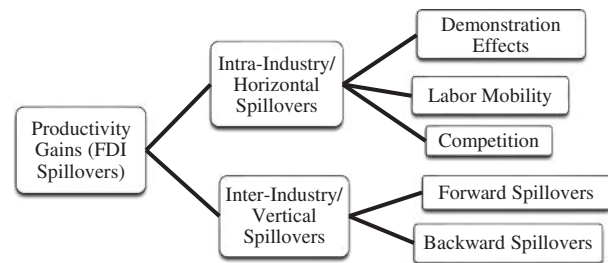 Productivity
Gains (FDI
Spillovers)
Intra-Industry/
Horizontal
Spillovers
Demonstration
Effects
Labor Mobility
Competition
Inter-Industry/
Vertical
Spillovers
Forward Spillovers
Backward Spillovers